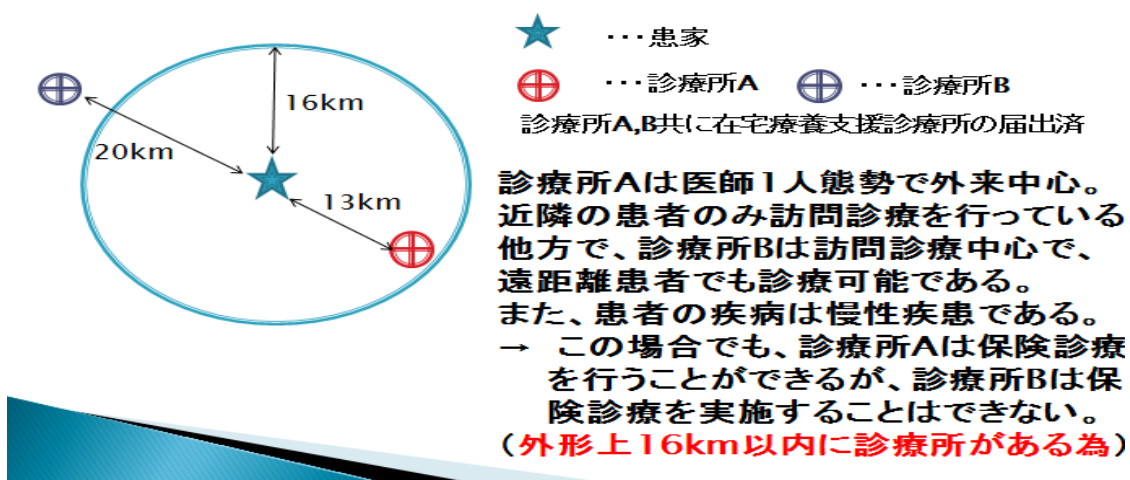 16km
20km
13km
･･･患家
･･･診療所A
･･･診療所B
診療所A,B共に在宅療養支援診療所の届出済
診療所Aは医師1人態勢で外来中心。
近隣の患者のみ訪問診療を行っている
他方で、診療所Bは訪問診療中心で、
遠距離患者でも診療可能である。
また、患者の疾病は慢性疾患である。
→ この場合でも、診療所Aは保険診療
を行うことができるが、診療所Bは保
険診療を実施することはできない。
（外形上16km以内に診療所がある為）